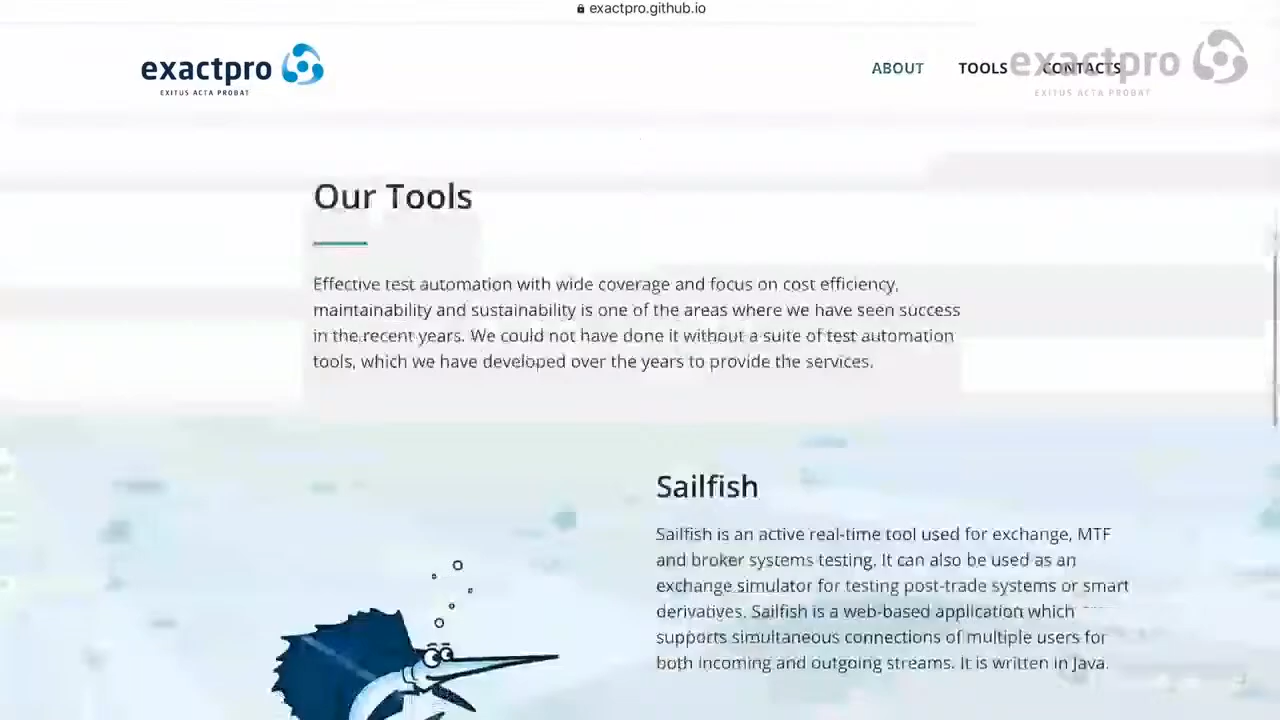 exactpro.github.io
exactpro
EXITUS ACTA PROBAT
ABOUT
TOOLS
CONTACTS
exactpro
EXITUS ACTA PROBAT
Our Tools
Effective test automation with wide coverage and focus on cost efficiency,
maintainability and sustainability is one of the areas where we have seen success
in the recent years. We could not have done it without a suite of test automation
tools, which we have developed over the years to provide the services.
Sailfish
Sailfish is an active real-time tool used for exchange, MTF
and broker systems testing. It can also be used as an
exchange simulator for testing post-trade systems or smart
derivatives. Sailfish is a web-based application which
supports simultaneous connections of multiple users for
both incoming and outgoing streams. It is written in Java.